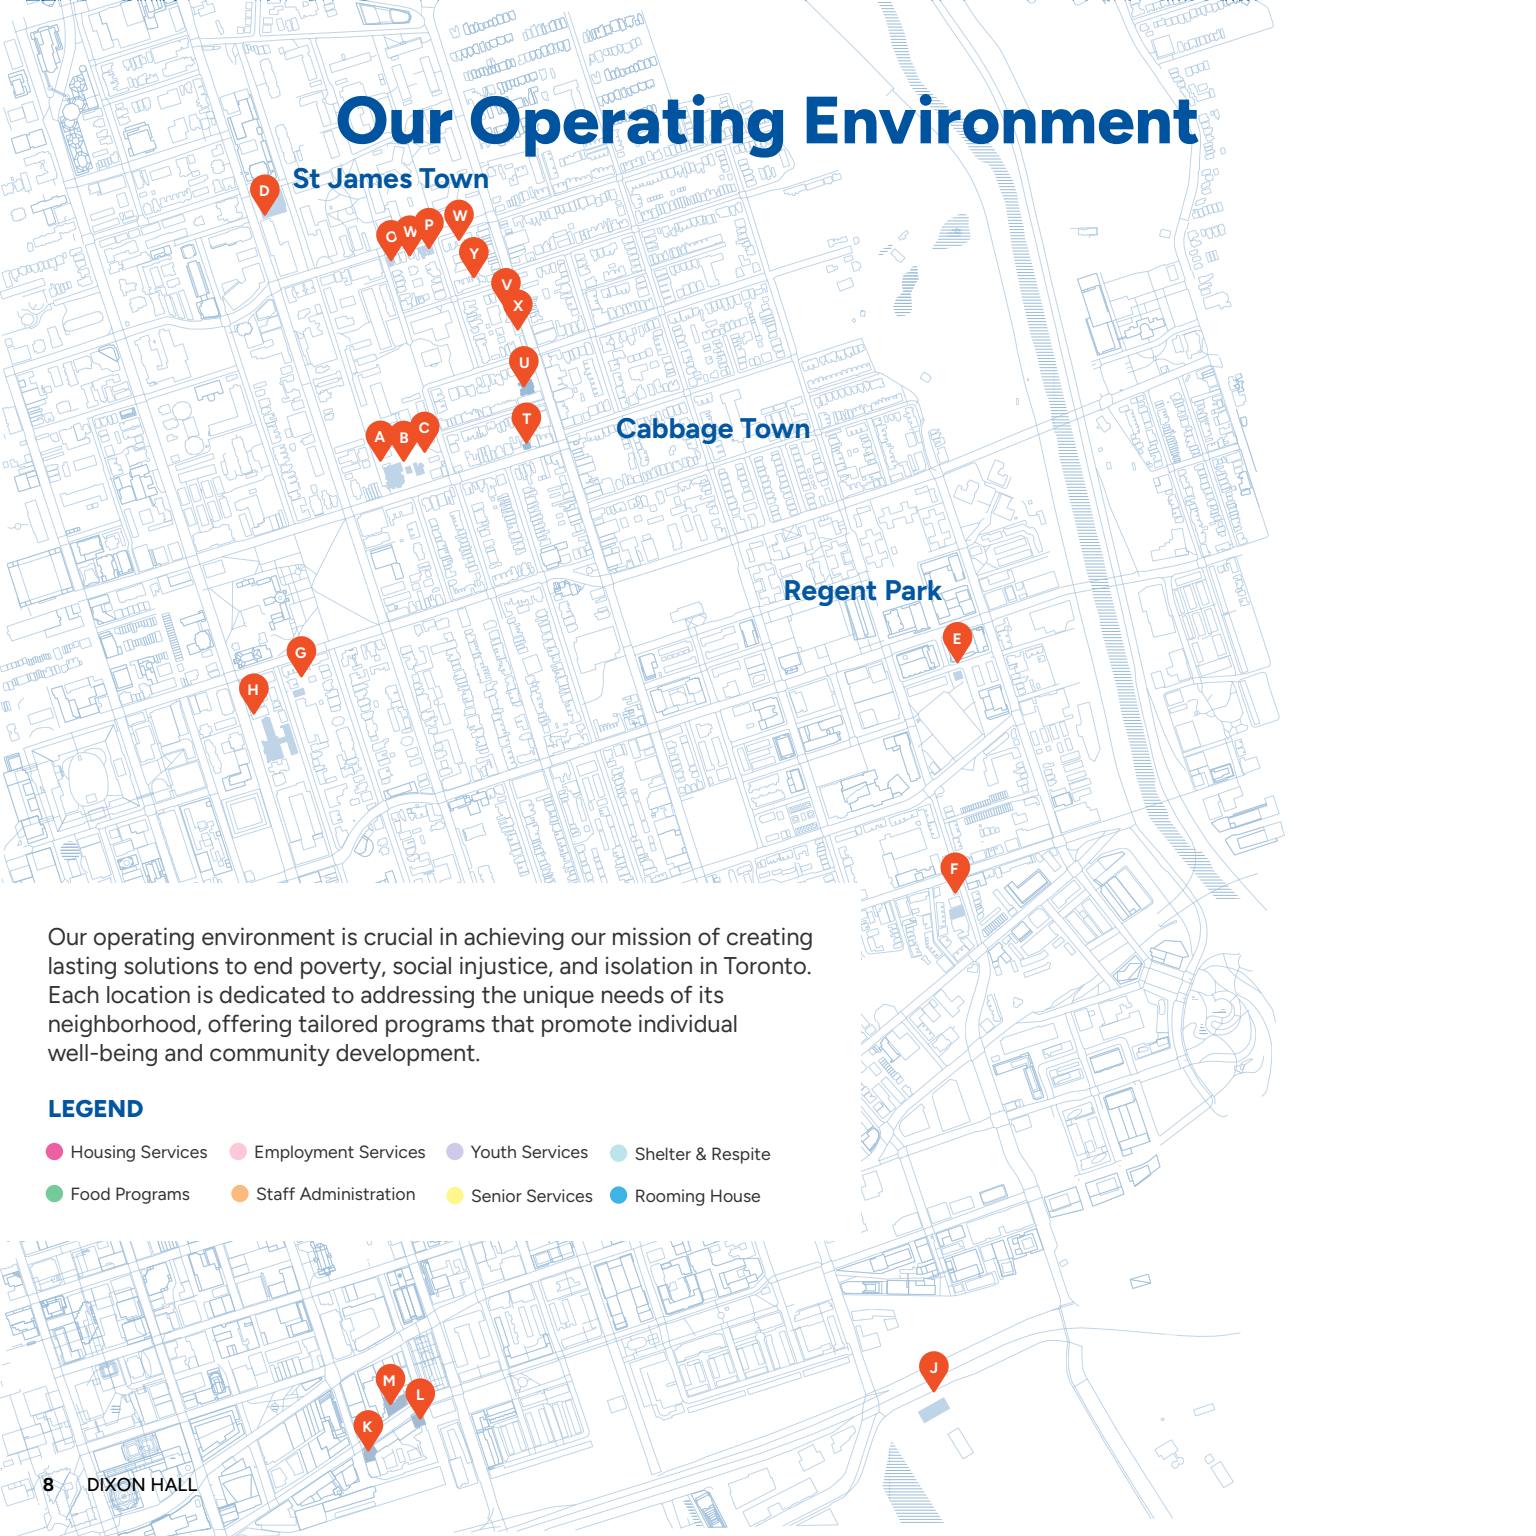 Our Operating Environment
St James Town
D
O
W
P
W
Y
V
X
U
T
A
B
C
Cabbage Town
Regent Park
E
G
H
F
Our operating environment is crucial in achieving our mission of creating
lasting solutions to end poverty, social injustice, and isolation in Toronto.
Each location is dedicated to addressing the unique needs of its
neighborhood, offering tailored programs that promote individual
well-being and community development.
LEGEND
Housing Services
Employment Services
Youth Services
Shelter & Respite
Food Programs
Staff Administration
Senior Services
Rooming House
J
M
L
K
8 DIXON HALL